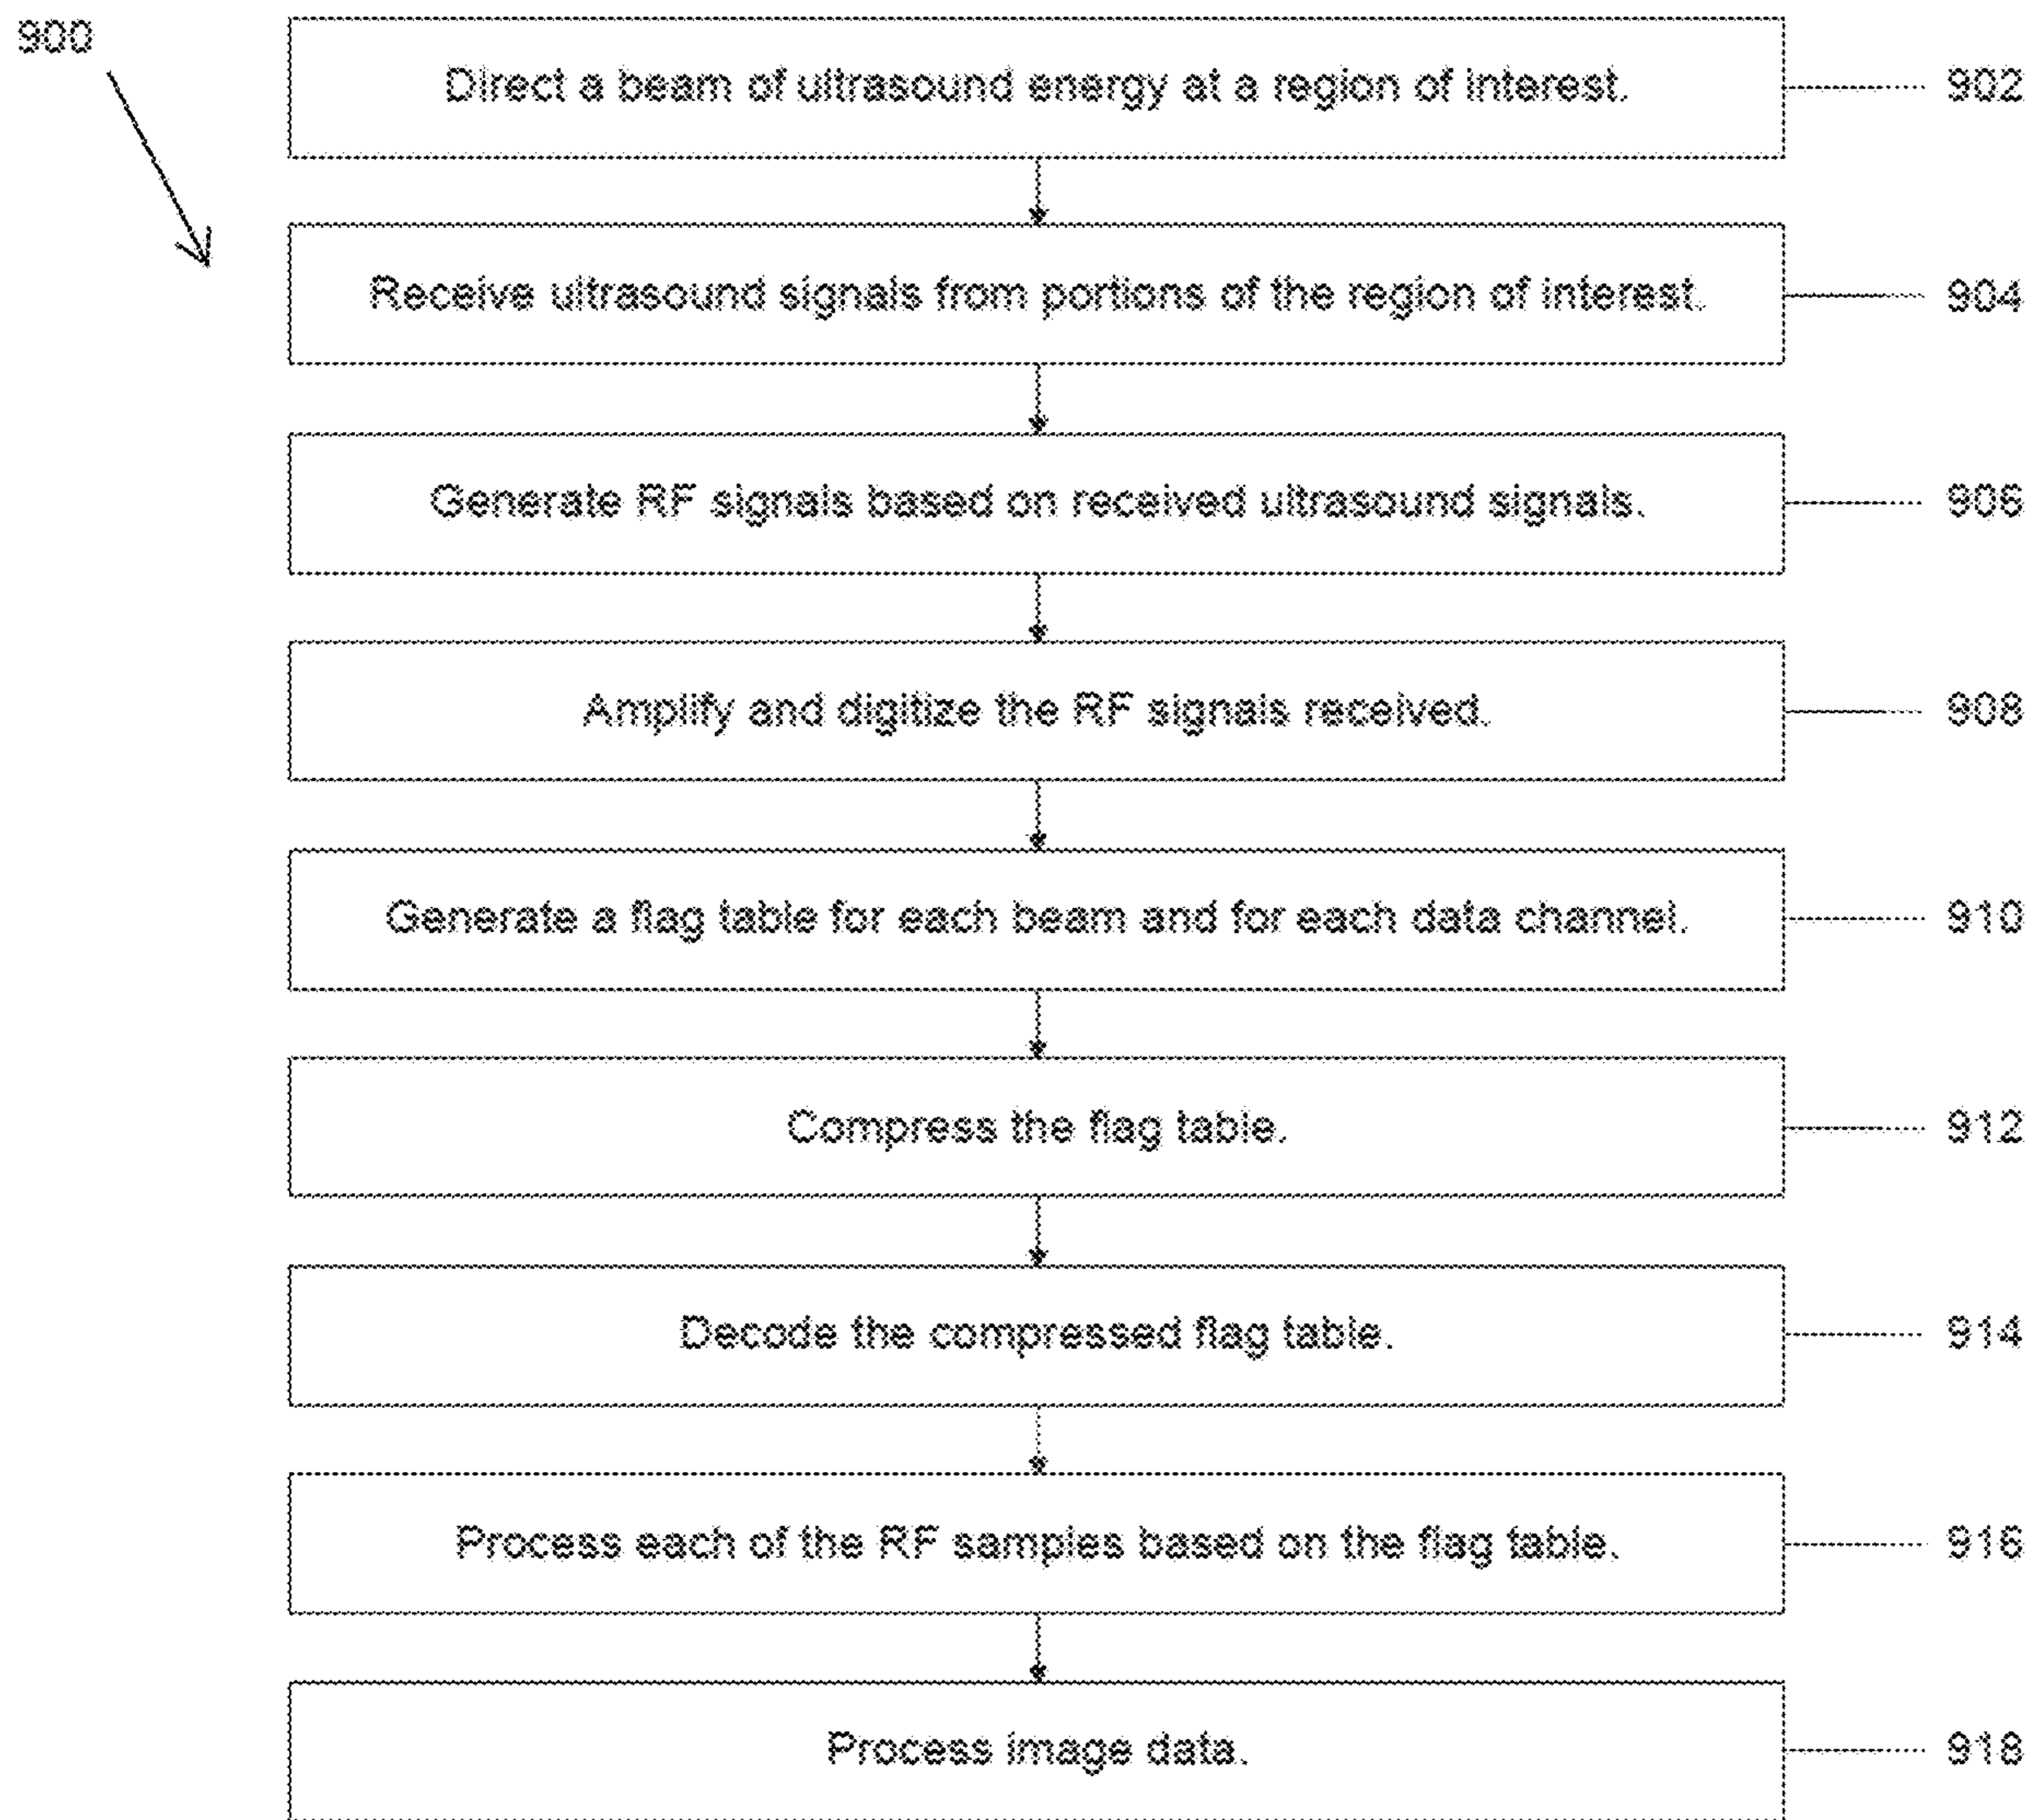 900
Direct a beam of ultrasound energy at a region of interest.
902
Receive ultrasound signals from portions of the region of interest.
904
Generate RF signals based on received ultrasound signals.
906
Amplify and digitize the RF signals received.
908
Generate a flag table for each beam and for each data channel.
910
Compress the flag table.
912
Decode the compressed flag table.
914
Process each of the RF samples based on the flag table.
916
Process image data.
918